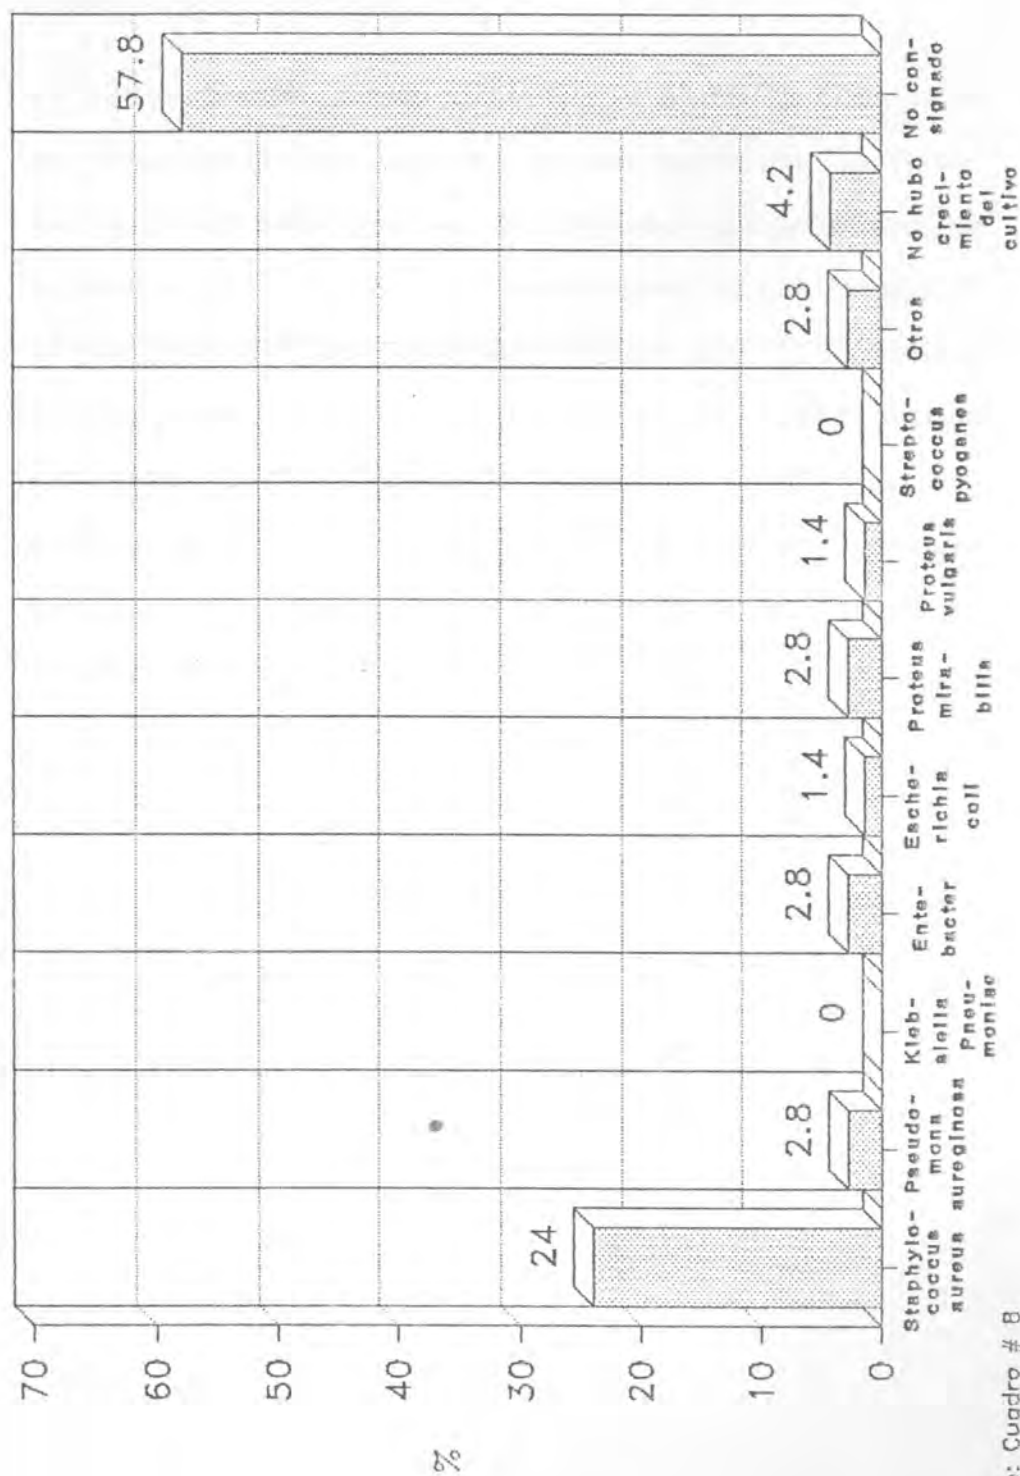 %
70
60
50
40
30
20
10
0
24
2.8
0
2.8
1.4
2.8
1.4
0
2.8
4.2
57.8
Staphylo-
coccus
aureus
Pseudo-
mona
aureginosa
Kleb-
siella
Pneu-
moniae
Ente-
bacter
Esche-
richia
coli
Proteus
mira-
bilis
Proteus
vulgaris
Strepto-
coccus
pyogenes
Otros
No hubo
creci-
miento
del
cultivo
No con-
signado
: Cuadro # 8